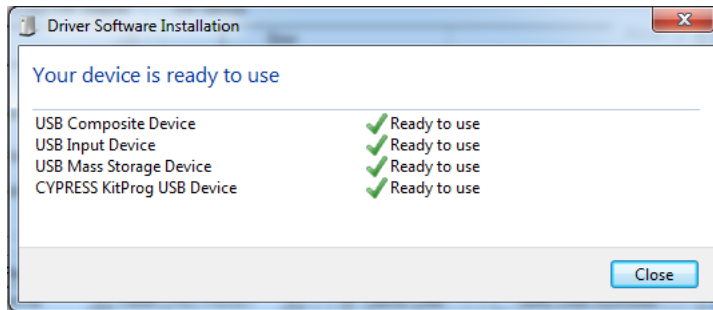 Driver Software Installation
Your device is ready to use
USB Composite Device Ready to use
USB Input Device Ready to use
USB Mass Storage Device Ready to use
CYPRESS KitProg USB Device Ready to use
Close